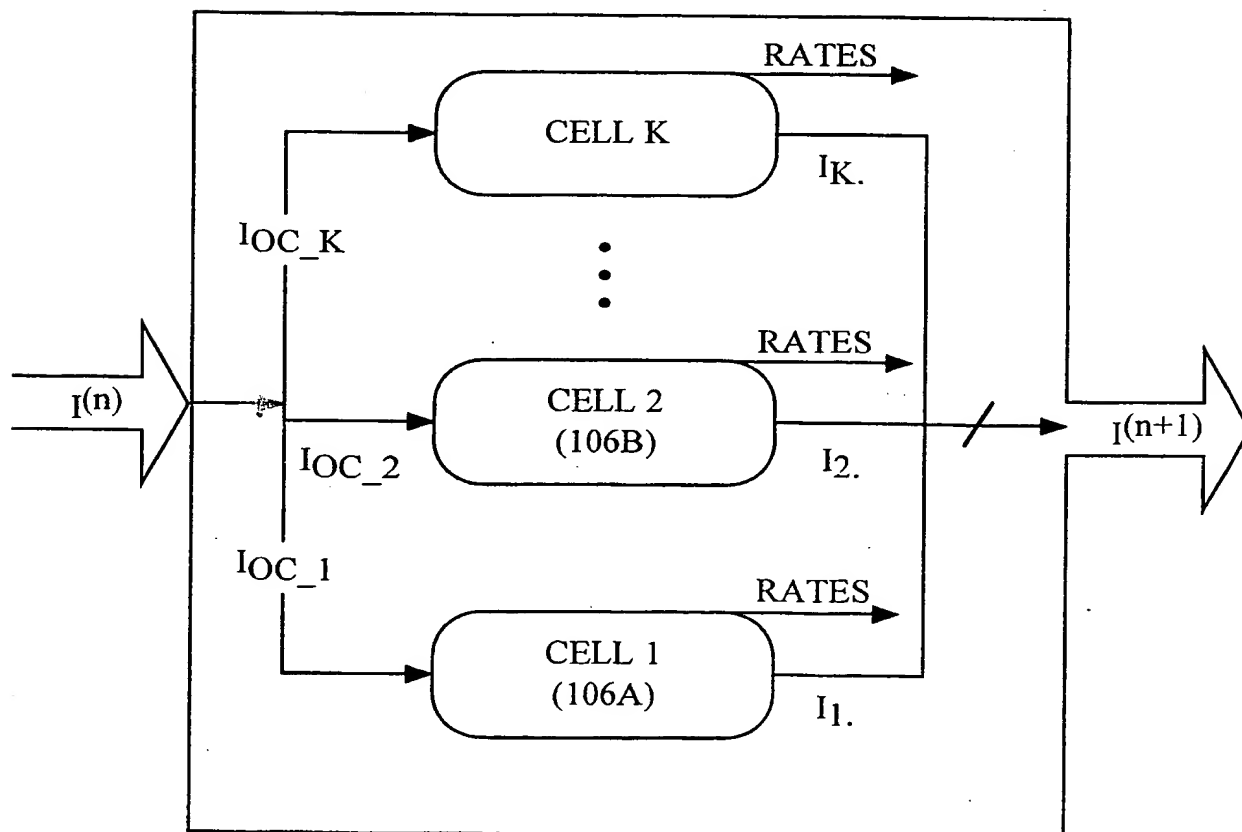 RATES
CELL K
IK.
IOC_K
RATES
I(n)
CELL 2
(106B)
I(n+1)
IOC_2
I2.
IOC_1
RATES
CELL 1
(106A)
I1.